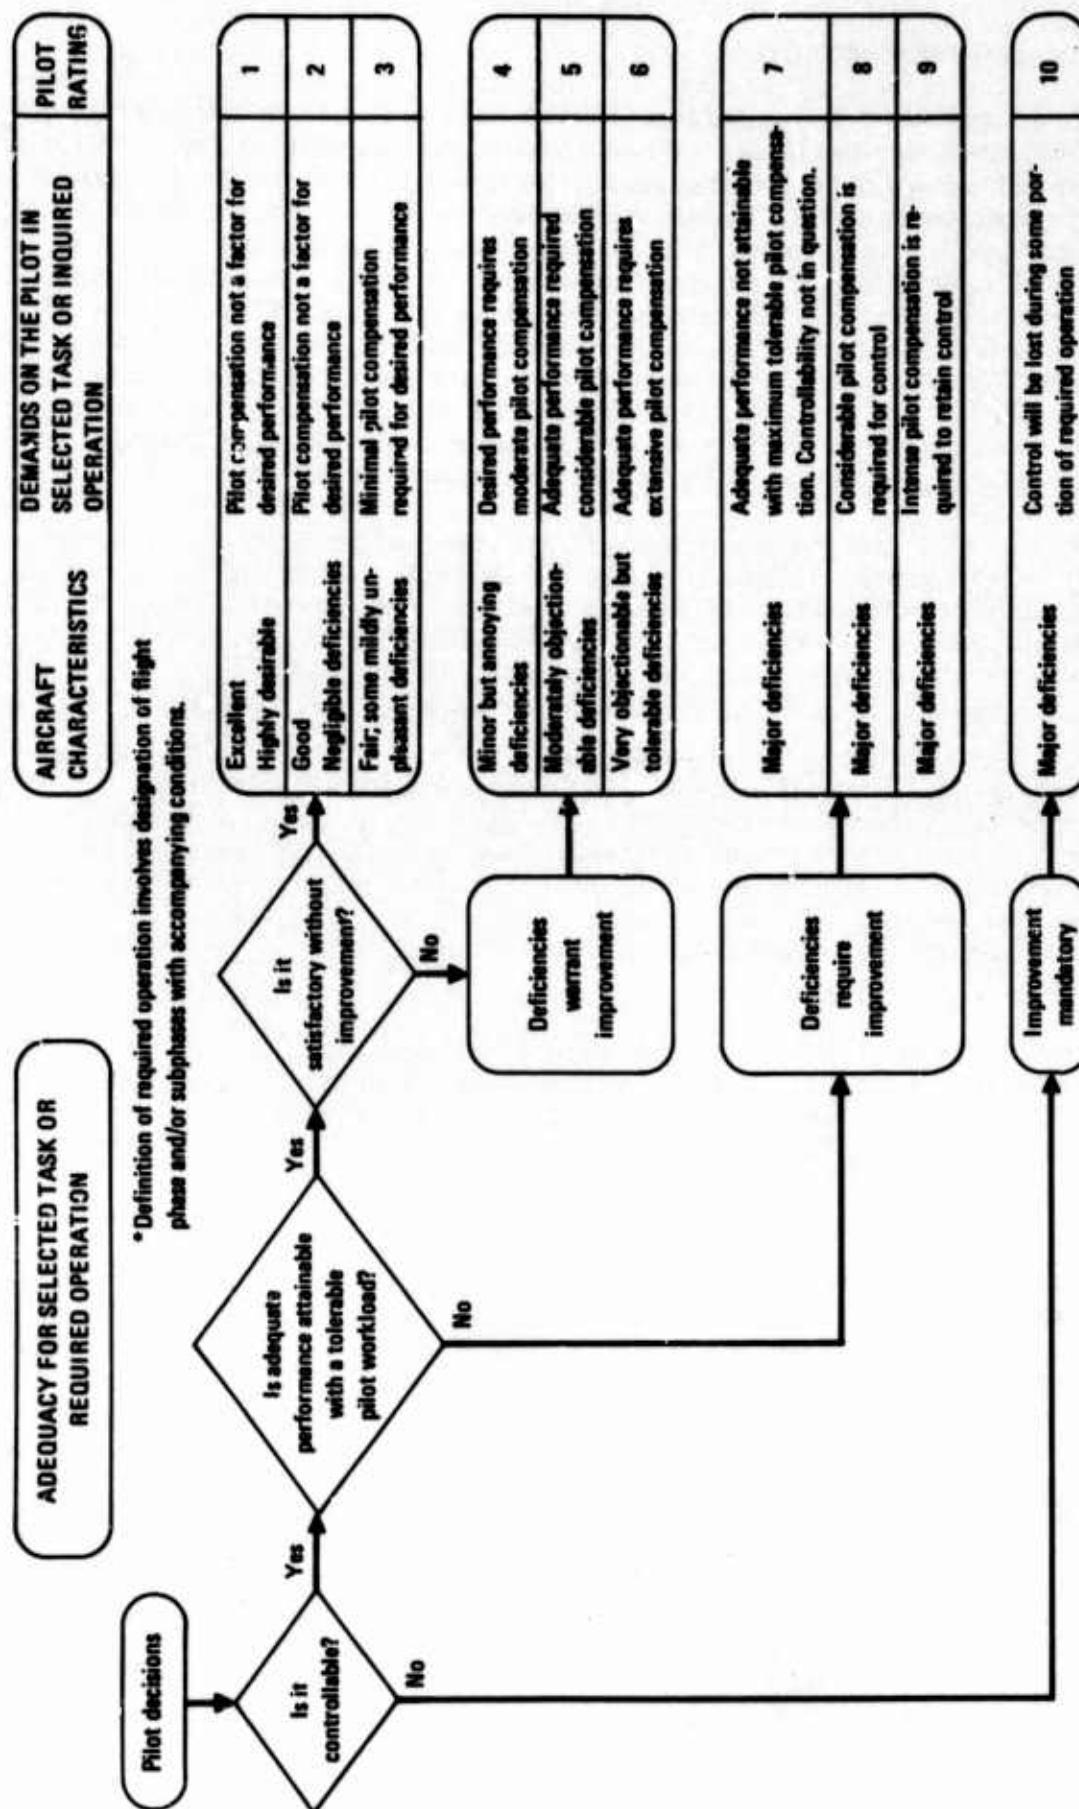 ADEQUACY FOR SELECTED TASK OR
REQUIRED OPERATION
AIRCRAFT
CHARACTERISTICS
DEMANDS ON THE PILOT IN
SELECTED TASK OR INQUIRED
OPERATION
PILOT
RATING
*Definition of required operation involves designation of flight
phase and/or subphases with accompanying conditions.
Pilot decisions
Is it
controllable?
Yes
No
Is adequate
performance attainable
with a tolerable
pilot workload?
Yes
No
Is it
satisfactory without
improvement?
Yes
No
Excellent
Highly desirable
Pilot compensation not a factor for
desired performance
1
Good
Negligible deficiencies
Pilot compensation not a factor for
desired performance
2
Fair; some mildly un-
pleasant deficiencies
Minimal pilot compensation
required for desired performance
3
Deficiencies
warrant
improvement
Minor but annoying
deficiencies
Desired performance requires
moderate pilot compensation
4
Moderately objection-
able deficiencies
Adequate performance required
considerable pilot compensation
5
Very objectionable but
tolerable deficiencies
Adequate performance requires
extensive pilot compensation
6
Deficiencies
require
improvement
Major deficiencies
Adequate performance not attainable
with maximum tolerable pilot compensa-
tion. Controllability not in question.
7
Major deficiencies
Considerable pilot compensation is
required for control
8
Major deficiencies
Intense pilot compensation is re-
quired to retain control
9
Improvement
mandatory
Major deficiencies
Control will be lost during some por-
tion of required operation
10